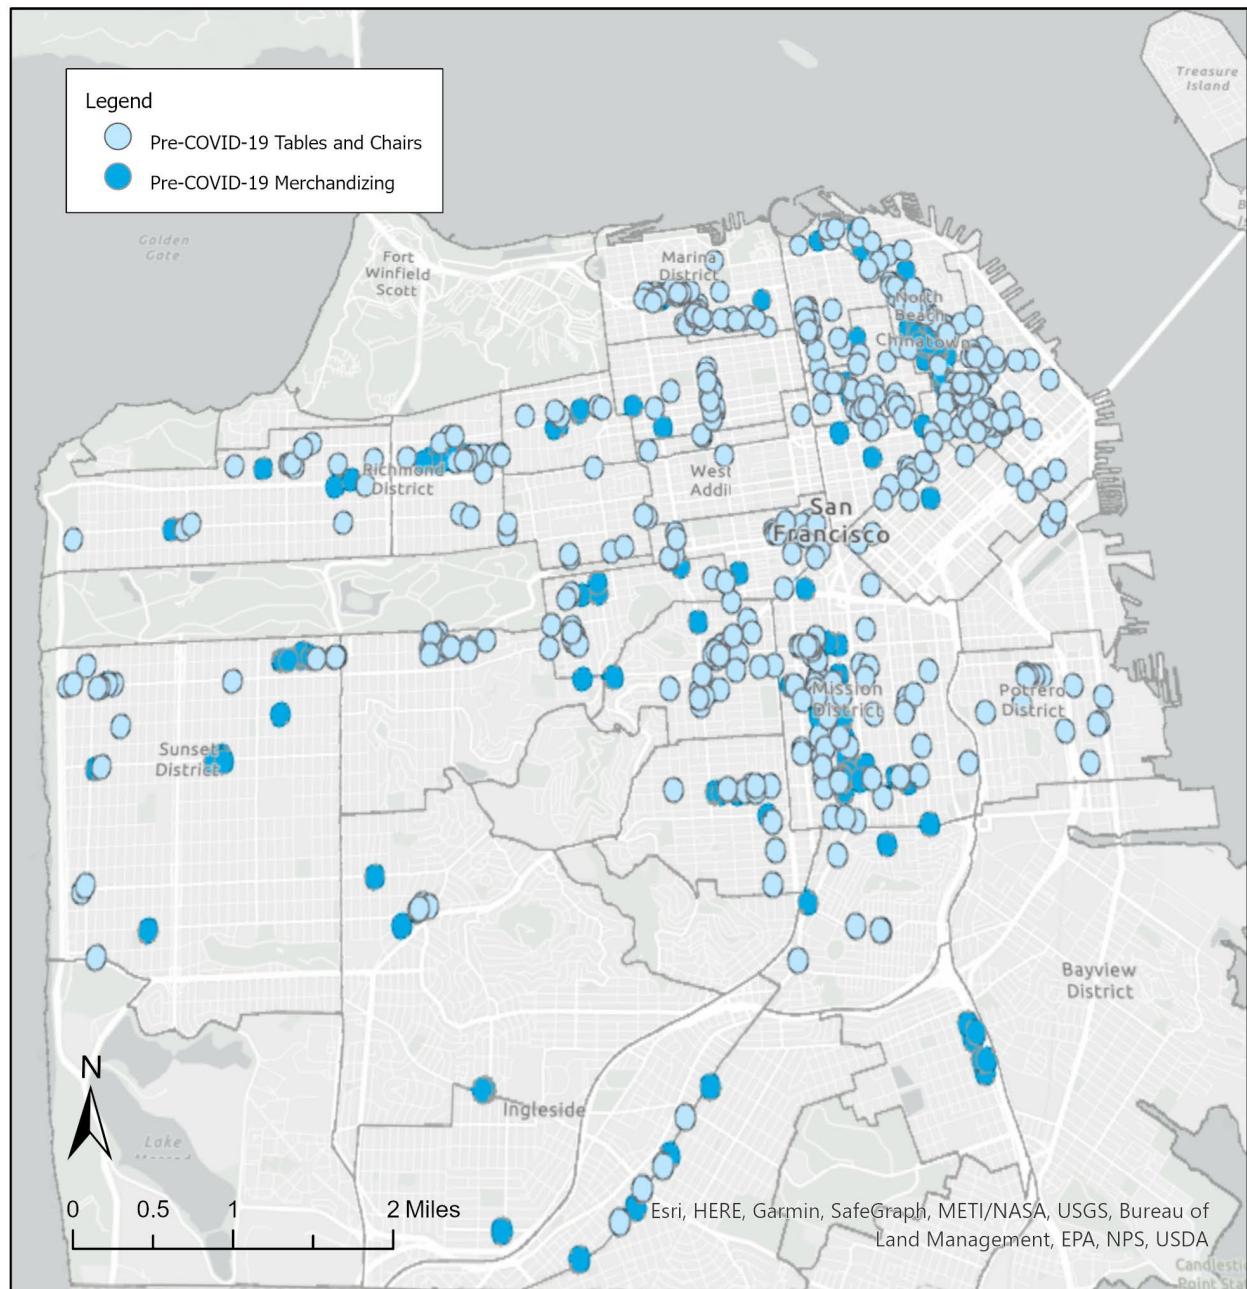 Legend
Pre-COVID-19 Tables and Chairs
Pre-COVID-19 Merchandizing
Treasure
Island
Golden
Gate
Fort
Winfield
Scott
Marina
District
North
Beach
Chinatown
Richmond
District
West
San
Francisco
Mission
District
Potrero
District
Sunset
District
Bayview
District
N
Ingleside
Lake
0 0.5 1 2 Miles
Esri, HERE, Garmin, SafeGraph, METI/NASA, USGS, Bureau of
Land Management, EPA, NPS, USDA